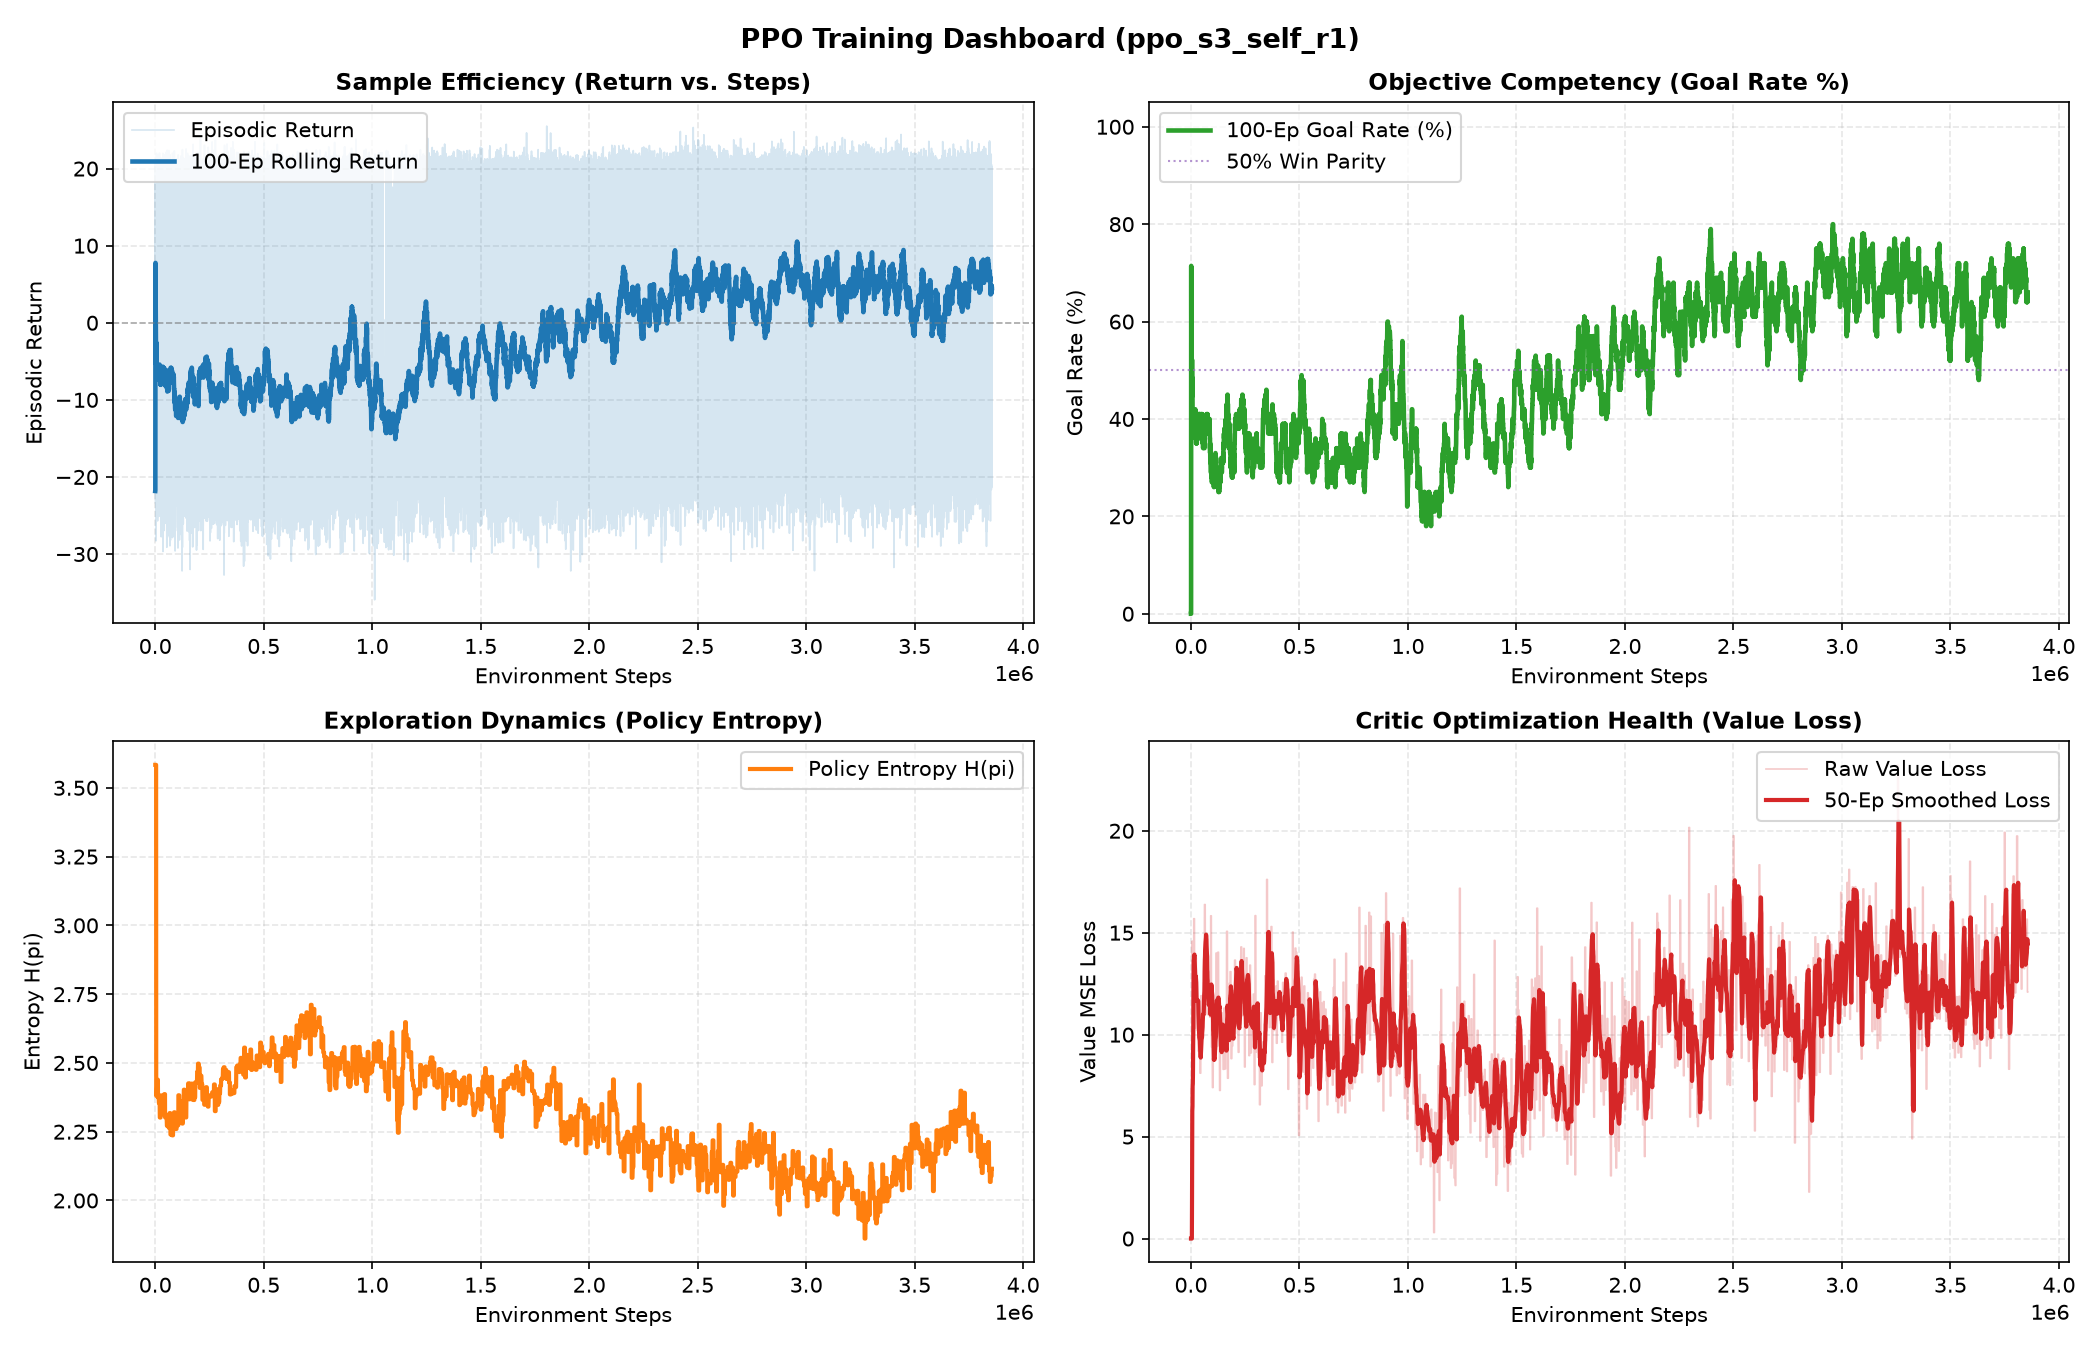 PPO Training Dashboard (ppo_s3_self_r1)
Sample Efficiency (Return vs. Steps)
Episodic Return
100-Ep Rolling Return
20
10
0
−10
−20
−30
Episodic Return
0.0 0.5 1.0 1.5 2.0 2.5 3.0 3.5 4.0
1e6
Environment Steps
Objective Competency (Goal Rate %)
100-Ep Goal Rate (%)
50% Win Parity
100
80
60
40
20
0
Goal Rate (%)
0.0 0.5 1.0 1.5 2.0 2.5 3.0 3.5 4.0
1e6
Environment Steps
Exploration Dynamics (Policy Entropy)
Policy Entropy H(pi)
3.50
3.25
3.00
2.75
2.50
2.25
2.00
Entropy H(pi)
0.0 0.5 1.0 1.5 2.0 2.5 3.0 3.5 4.0
1e6
Environment Steps
Critic Optimization Health (Value Loss)
Raw Value Loss
50-Ep Smoothed Loss
20
15
10
5
0
Value MSE Loss
0.0 0.5 1.0 1.5 2.0 2.5 3.0 3.5 4.0
1e6
Environment Steps